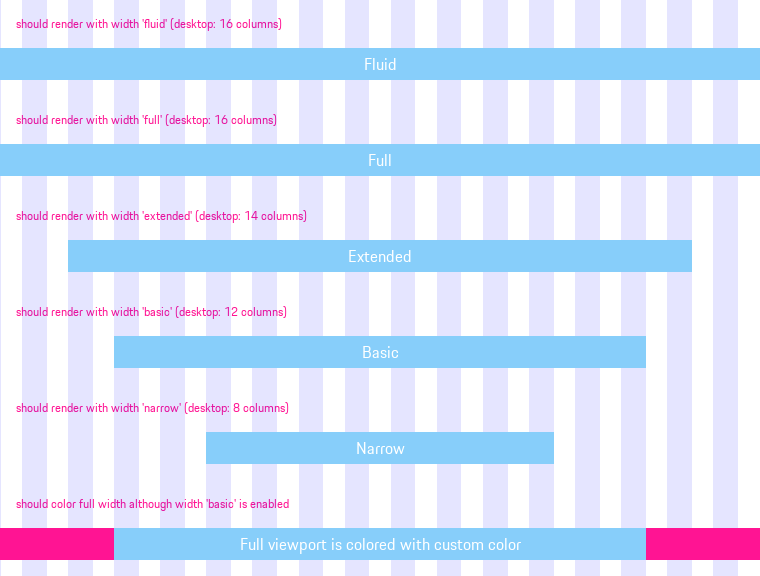 should render with width 'fluid' (desktop: 16 columns)
Fluid
should render with width 'full' (desktop: 16 columns)
Full
should render with width 'extended' (desktop: 14 columns)
Extended
should render with width 'basic' (desktop: 12 columns)
Basic
should render with width 'narrow' (desktop: 8 columns)
Narrow
should color full width although width 'basic' is enabled
Full viewport is colored with custom color